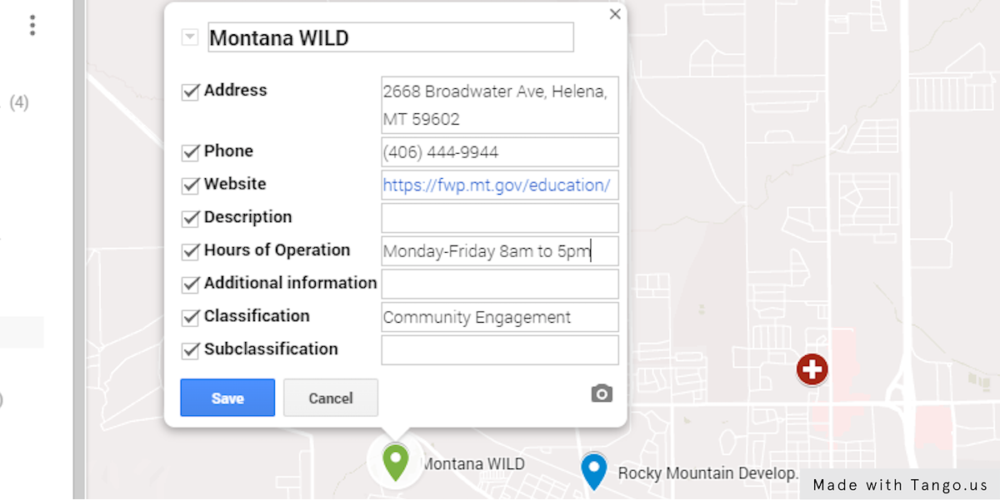 (4)
Montana WILD
Address
2668 Broadwater Ave, Helena,
MT 59602
Phone
(406) 444-9944
Website
https://fwp.mt.gov/education/
Description
Hours of Operation
Monday-Friday 8am to 5pm
Additional information
Classification
Community Engagement
Subclassification
Save
Cancel
Montana WILD
Rocky Mountain Develop.
Made with Tango.us